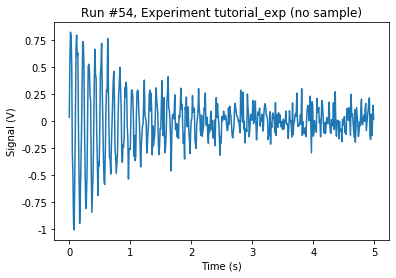 Run #54, Experiment tutorial_exp (no sample)
Signal (V)
0.75
0.5
0.25
0
-0.25
-0.5
-0.75
-1
0 1 2 3 4 5
Time (s)